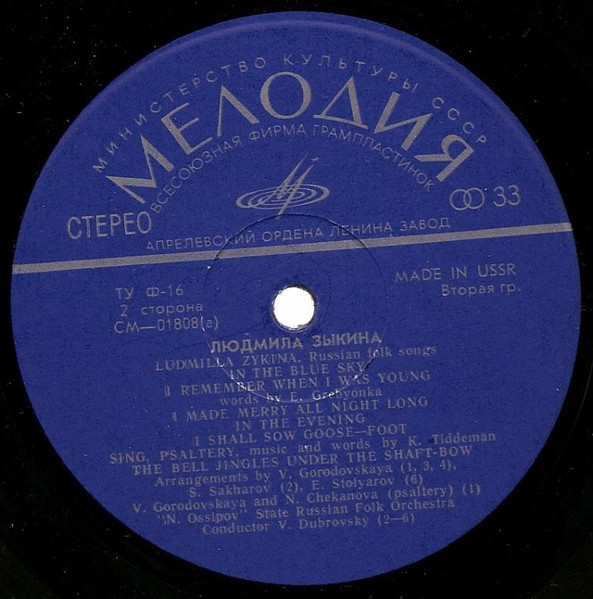 МИНИСТЕРСТВО КУЛЬТУРЫ СССР
МЕЛОДИЯ
ВСЕСОЮЗНАЯ ФИРМА ГРАМПЛАСТИНОК
СТЕРЕО
33
АПРЕЛЕВСКИЙ ОРДЕНА ЛЕНИНА ЗАВОД
ТУ Ф-16
MADE IN USSR
2 сторона
Вторая гр.
СМ—01808(а)
ЛЮДМИЛА ЗЫКИНА
LUDMILLA ZYKINA. Russian folk songs
IN THE BLUE SKY
I REMEMBER WHEN I WAS YOUNG
words by E. Grebyonka
I MADE MERRY ALL NIGHT LONG
IN THE EVENING
I SHALL SOW GOOSE—FOOT
SING, PSALTERY, music and words by K. Tiddeman
THE BELL JINGLES UNDER THE SHAFT-BOW
Arrangements by V. Gorodovskaya (1, 3, 4),
S. Sakharov (2), E. Stolyarov (6)
V. Gorodovskaya and N. Chekanova (psaltery) (1)
"N. Ossipov" State Russian Folk Orchestra
Conductor V. Dubrovsky (2—6)